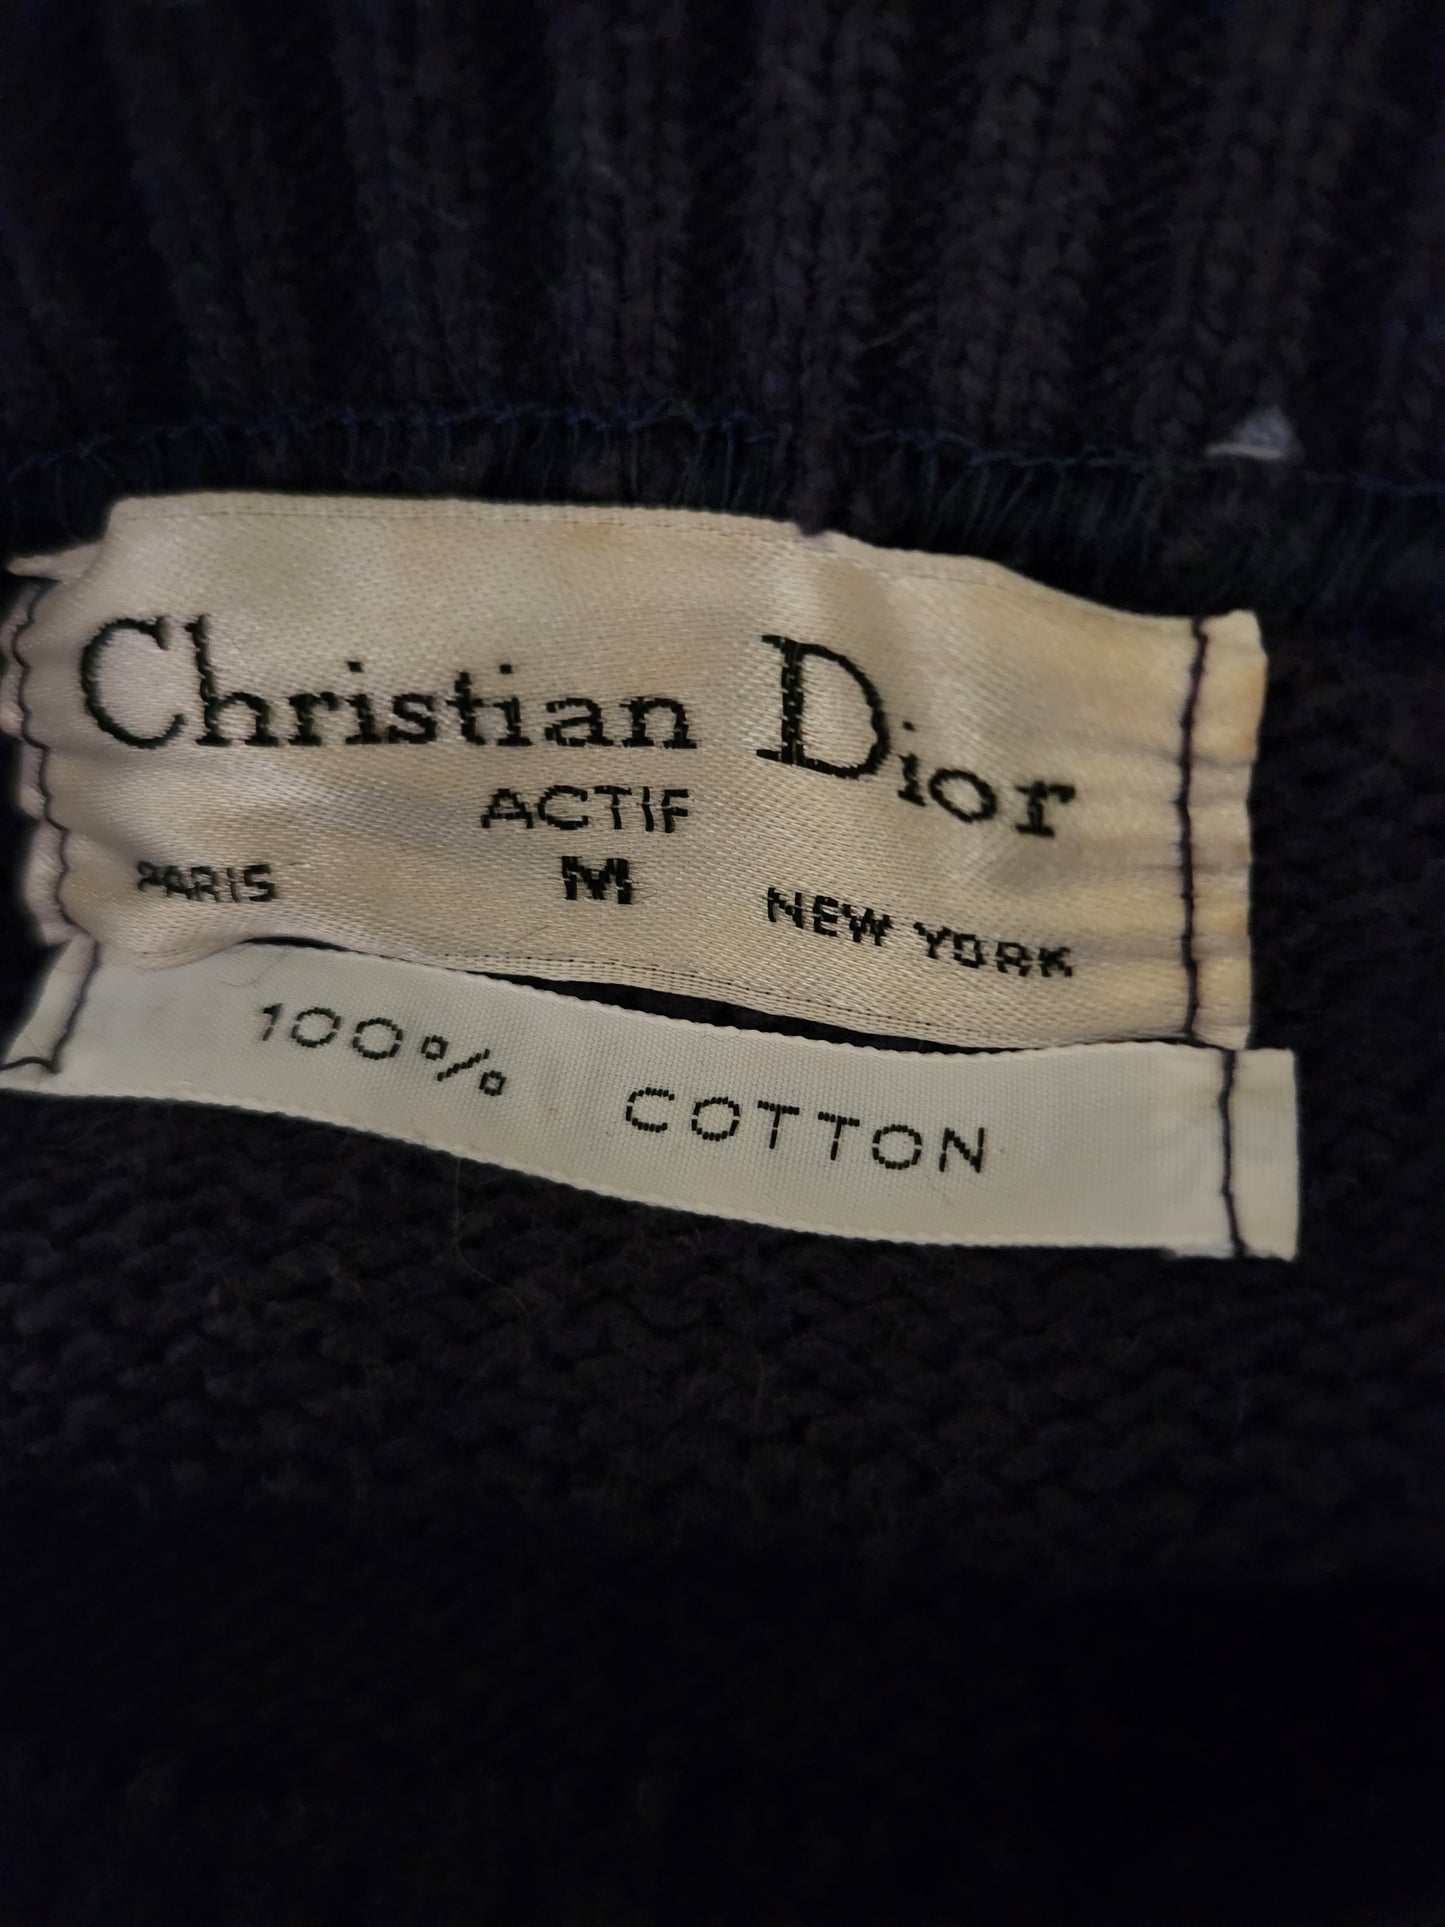 Christian Dior
ACTIF
PARIS M NEW YORK
100% COTTON